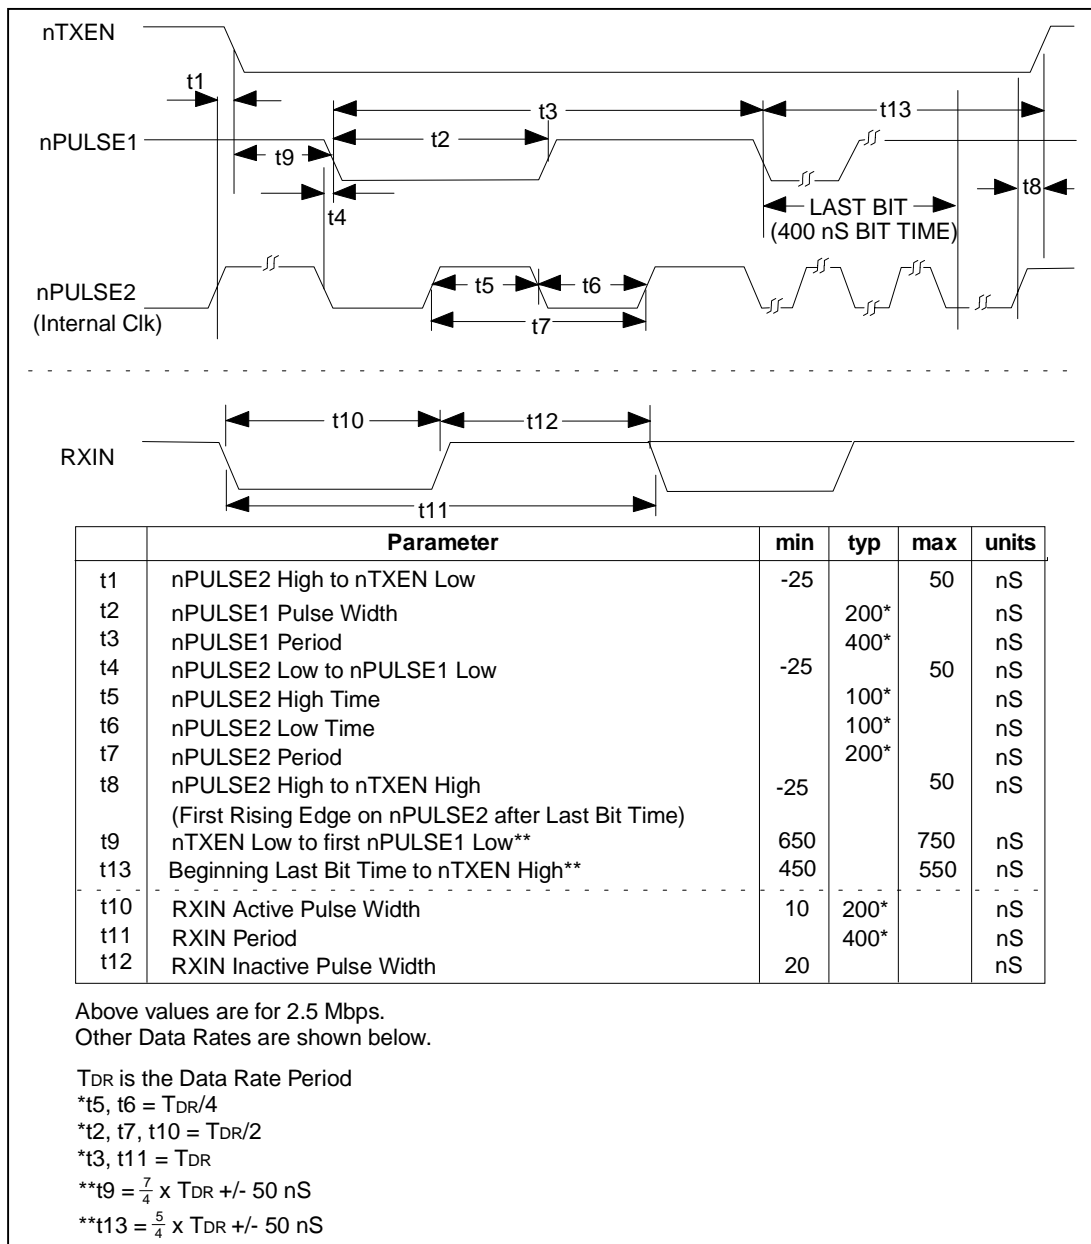 nTXEN
t1
t3
t13
nPULSE1
t2
t9
t8
t4
LAST BIT
(400 nS BIT TIME)
nPULSE2
(Internal Clk)
t5
t6
t7
t10
t12
RXIN
t11
Parameter min typ max units
t1 nPULSE2 High to nTXEN Low -25 50 nS
t2 nPULSE1 Pulse Width 200* nS
t3 nPULSE1 Period 400* nS
t4 nPULSE2 Low to nPULSE1 Low -25 50 nS
t5 nPULSE2 High Time 100* nS
t6 nPULSE2 Low Time 100* nS
t7 nPULSE2 Period 200* nS
t8 nPULSE2 High to nTXEN High -25 50 nS
(First Rising Edge on nPULSE2 after Last Bit Time)
t9 nTXEN Low to first nPULSE1 Low** 650 750 nS
t13 Beginning Last Bit Time to nTXEN High** 450 550 nS
t10 RXIN Active Pulse Width 10 200* nS
t11 RXIN Period 400* nS
t12 RXIN Inactive Pulse Width 20 nS
Above values are for 2.5 Mbps.
Other Data Rates are shown below.
TDR is the Data Rate Period
*t5, t6 = TDR/4
*t2, t7, t10 = TDR/2
*t3, t11 = TDR
**t9 = 7/4 x TDR +/- 50 nS
**t13 = 5/4 x TDR +/- 50 nS